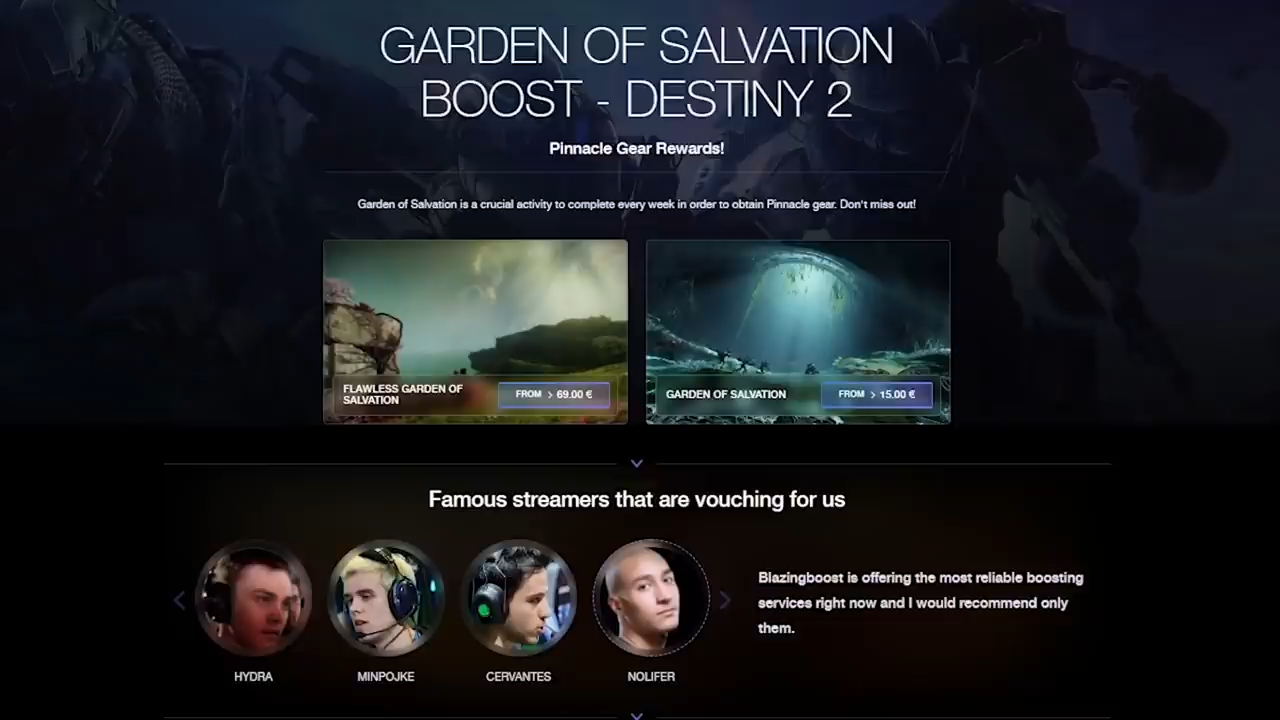 GARDEN OF SALVATION
BOOST - DESTINY 2
Pinnacle Gear Rewards!
Garden of Salvation is a crucial activity to complete every week in order to obtain Pinnacle gear. Don't miss out!
FLAWLESS GARDEN OF
SALVATION
FROM > 69.00 €
GARDEN OF SALVATION
FROM > 15.00 €
Famous streamers that are vouching for us
Blazingboost is offering the most reliable boosting
services right now and I would recommend only
them.
HYDRA
MINPOJKE
CERVANTES
NOLIFER